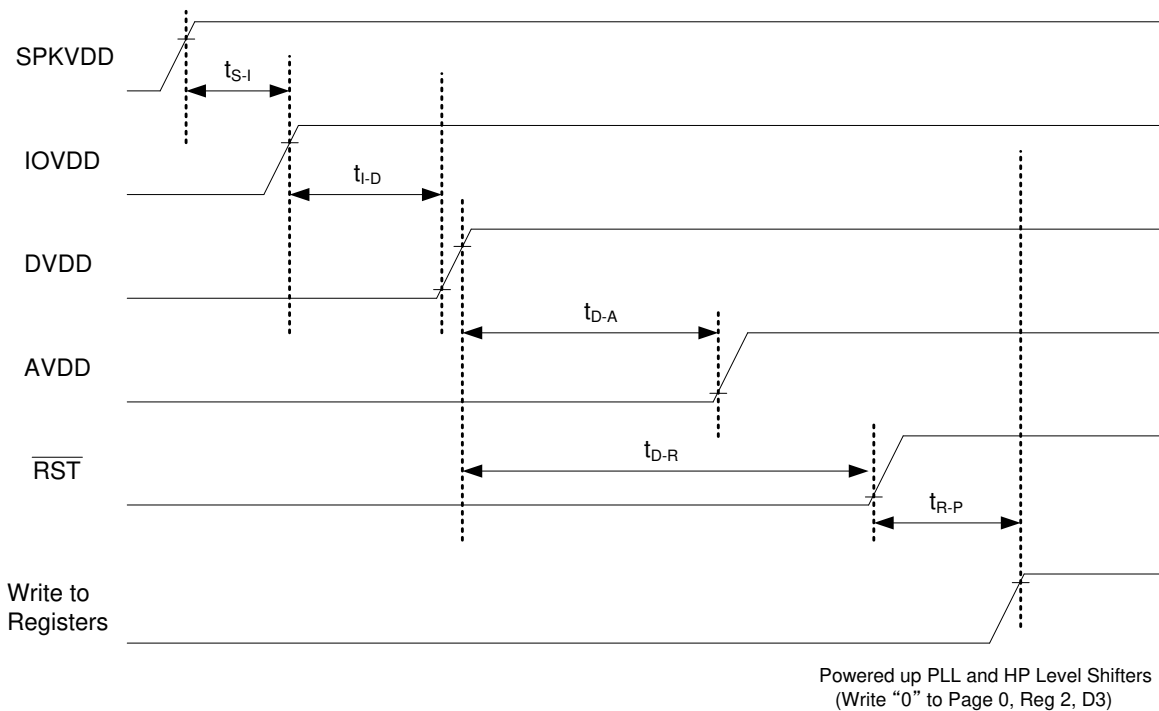 SPKVDD
tS-I
IOVDD
tI-D
DVDD
tD-A
AVDD
tD-R
RST
tR-P
Write to
Registers
Powered up PLL and HP Level Shifters
(Write “0” to Page 0, Reg 2, D3)